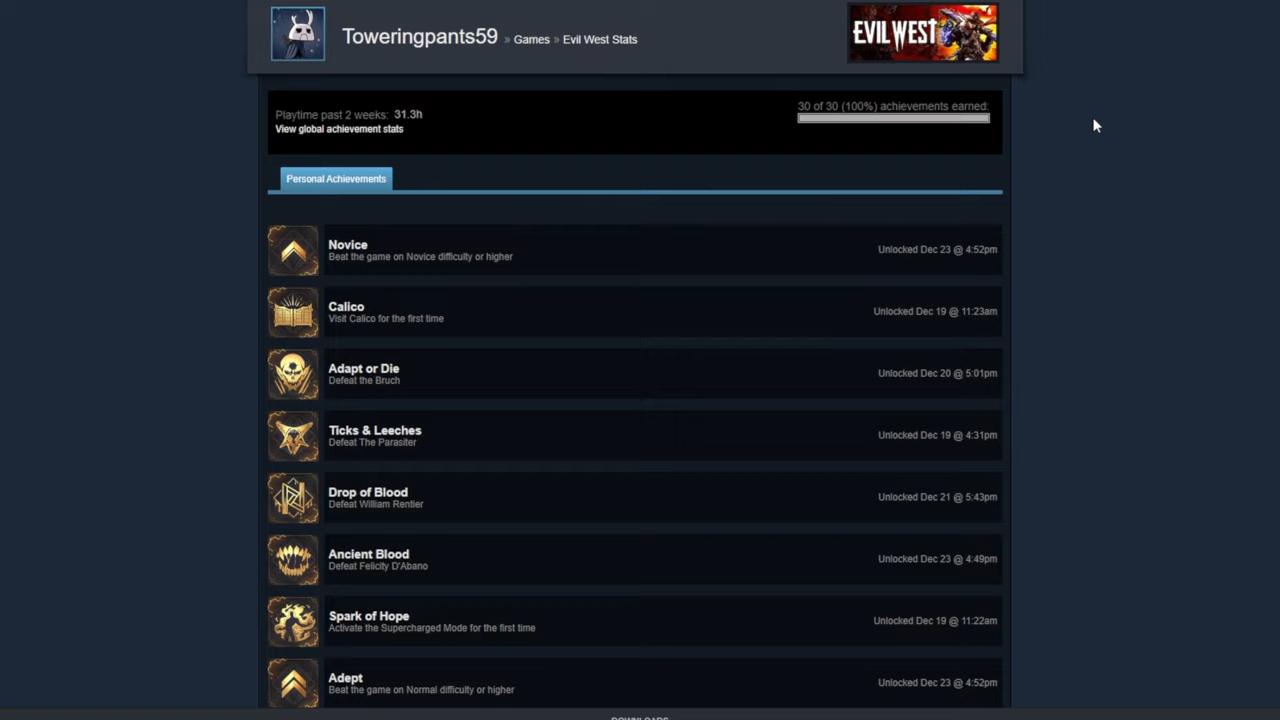 Toweringpants59 » Games » Evil West Stats
EVIL WEST
Playtime past 2 weeks: 31.3h
View global achievement stats
30 of 30 (100%) achievements earned:
Personal Achievements
Novice
Beat the game on Novice difficulty or higher
Unlocked Dec 23 @ 4:52pm
Calico
Visit Calico for the first time
Unlocked Dec 19 @ 11:23am
Adapt or Die
Defeat the Bruch
Unlocked Dec 20 @ 5:01pm
Ticks & Leeches
Defeat The Parasiter
Unlocked Dec 19 @ 4:31pm
Drop of Blood
Defeat William Rentier
Unlocked Dec 21 @ 5:43pm
Ancient Blood
Defeat Felicity D'Abano
Unlocked Dec 23 @ 4:49pm
Spark of Hope
Activate the Supercharged Mode for the first time
Unlocked Dec 19 @ 11:22am
Adept
Beat the game on Normal difficulty or higher
Unlocked Dec 23 @ 4:52pm
DOWNLOADS